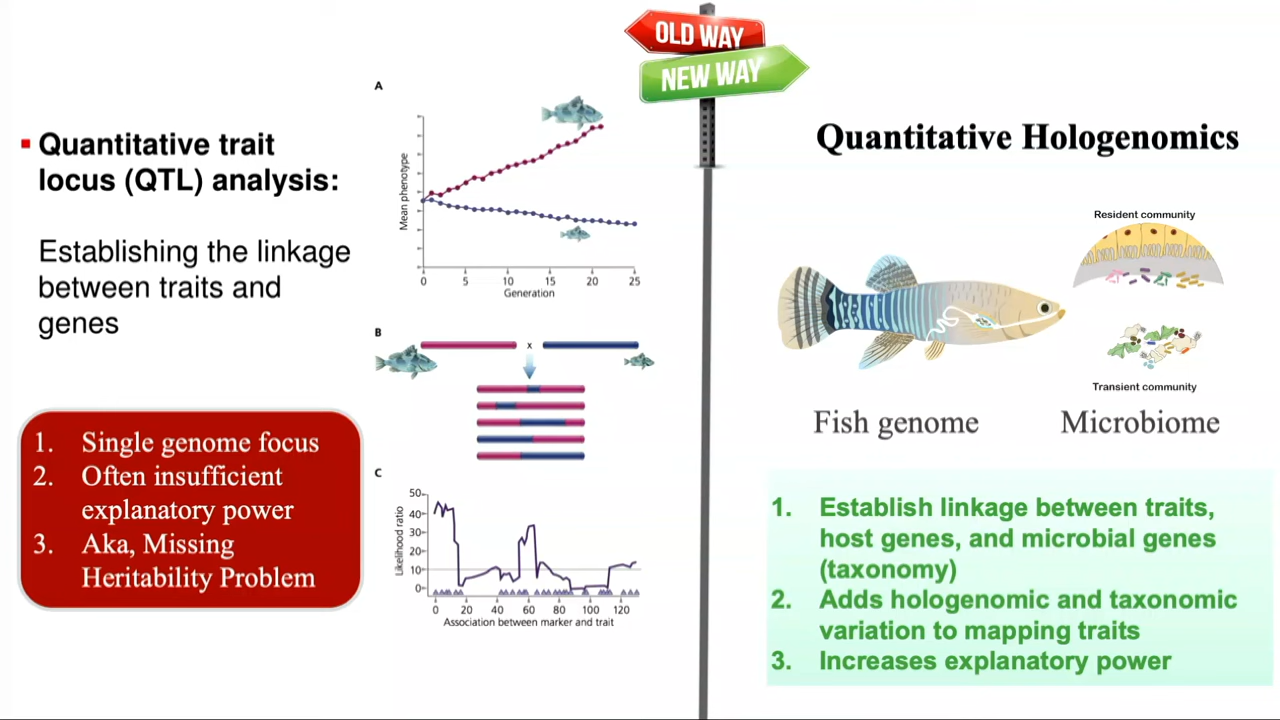 OLD WAY
NEW WAY
▪ Quantitative trait
locus (QTL) analysis:
Establishing the linkage
between traits and
genes
1. Single genome focus
2. Often insufficient
explanatory power
3. Aka, Missing
Heritability Problem
A
Mean phenotype
0 5 10 15 20 25
Generation
B
x
C
Likelihood ratio
50
40
30
20
10
0
0 20 40 60 80 100 120
Association between marker and trait
Quantitative Hologenomics
Resident community
Transient community
Fish genome
Microbiome
1. Establish linkage between traits,
host genes, and microbial genes
(taxonomy)
2. Adds hologenomic and taxonomic
variation to mapping traits
3. Increases explanatory power